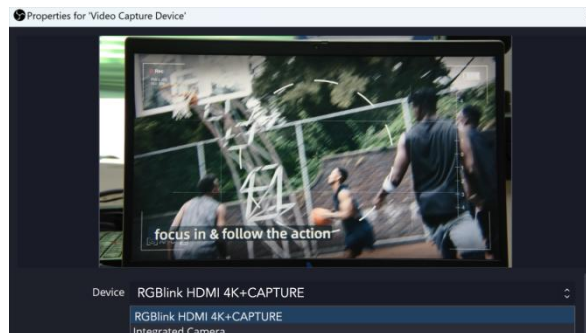 Properties for 'Video Capture Device'
focus in & follow the action
Device RGBlink HDMI 4K+CAPTURE
RGBlink HDMI 4K+CAPTURE
Integrated Camera